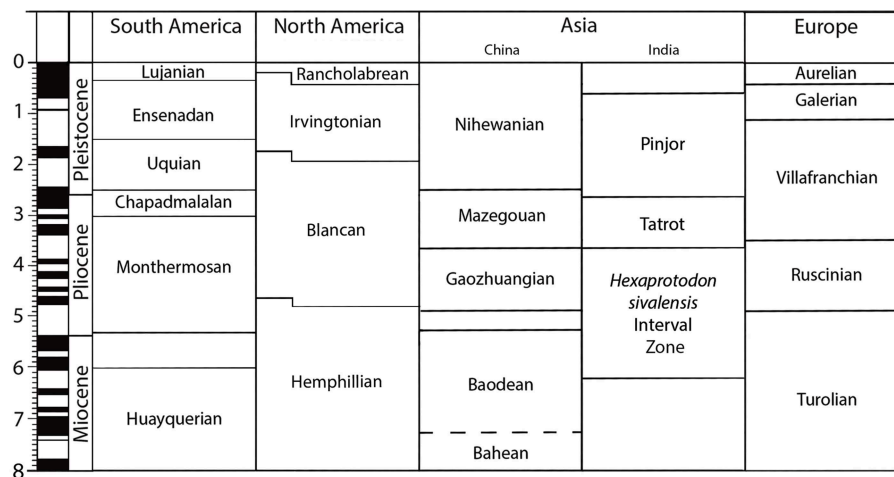 South America
North America
Asia
Europe
China
India
0
1
2
3
4
5
6
7
8
Pleistocene
Pliocene
Miocene
Lujanian
Ensenadan
Uquian
Chapadmalalan
Monthermosan
Huayquerian
Rancholabrean
Irvingtonian
Blancan
Hemphillian
Nihewanian
Mazegouan
Gaozhuangian
Baodean
Bahean
Pinjor
Tatrot
Hexaprotodon
sivalensis
Interval
Zone
Aurelian
Galerian
Villafranchian
Ruscinian
Turolian